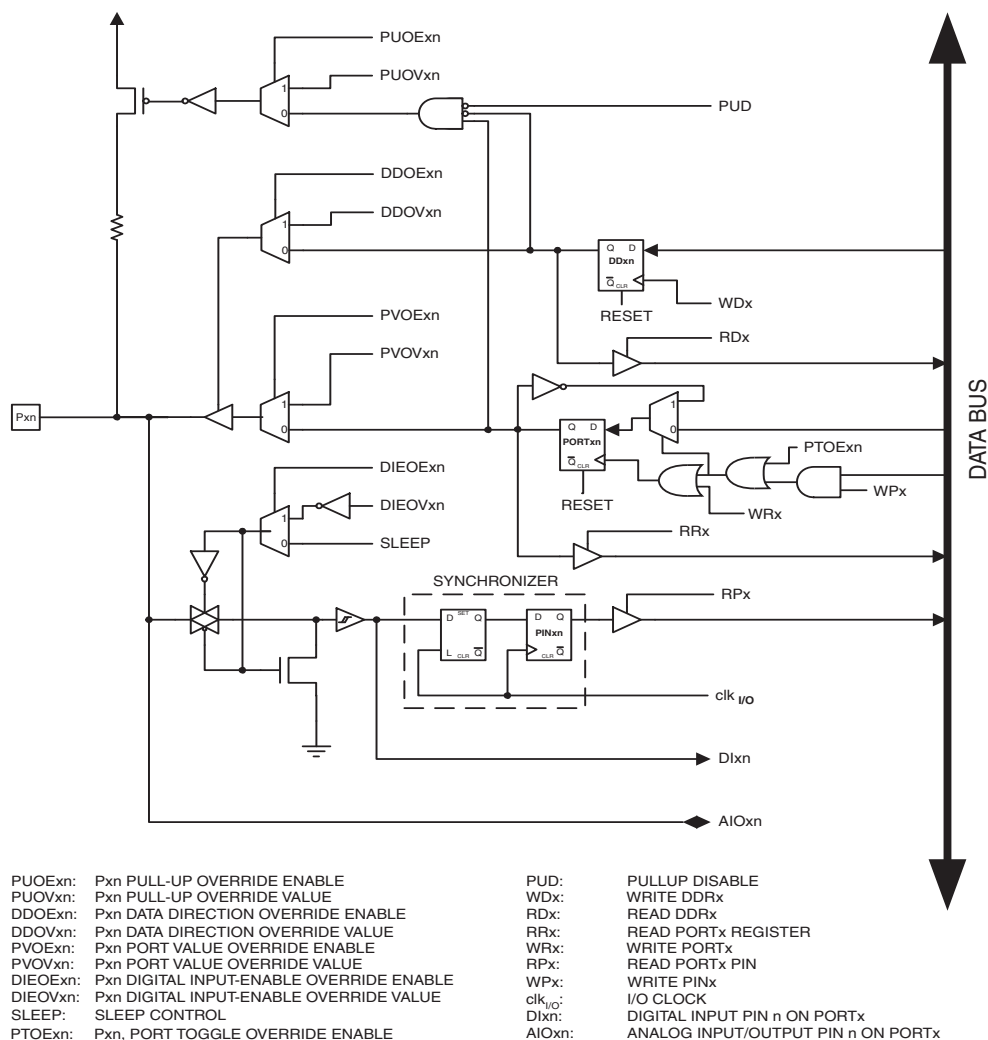 PUOExn
PUOVxn
1
0
PUD
DDOExn
DDOVxn
1
0
Q D
DDxn
Q CLR
WDx
RESET
PVOExn
RDx
PVOVxn
Pxn
1
0
1
0
Q D
PORTxn
Q CLR
PTOExn
DATA BUS
DIEOExn
RESET
WRx
WPx
DIEOVxn
1
0
SLEEP
RRx
SYNCHRONIZER
RPx
D SET Q
L CLR Q
D Q
PINxn
CLR Q
clk I/O
DIxn
AIOxn
PUOExn: Pxn PULL-UP OVERRIDE ENABLE
PUOVxn: Pxn PULL-UP OVERRIDE VALUE
DDOExn: Pxn DATA DIRECTION OVERRIDE ENABLE
DDOVxn: Pxn DATA DIRECTION OVERRIDE VALUE
PVOExn: Pxn PORT VALUE OVERRIDE ENABLE
PVOVxn: Pxn PORT VALUE OVERRIDE VALUE
DIEOExn: Pxn DIGITAL INPUT-ENABLE OVERRIDE ENABLE
DIEOVxn: Pxn DIGITAL INPUT-ENABLE OVERRIDE VALUE
SLEEP: SLEEP CONTROL
PTOExn: Pxn, PORT TOGGLE OVERRIDE ENABLE
PUD: PULLUP DISABLE
WDx: WRITE DDRx
RDx: READ DDRx
RRx: READ PORTx REGISTER
WRx: WRITE PORTx
RPx: READ PORTx PIN
WPx: WRITE PINx
clkI/O: I/O CLOCK
DIxn: DIGITAL INPUT PIN n ON PORTx
AIOxn: ANALOG INPUT/OUTPUT PIN n ON PORTx